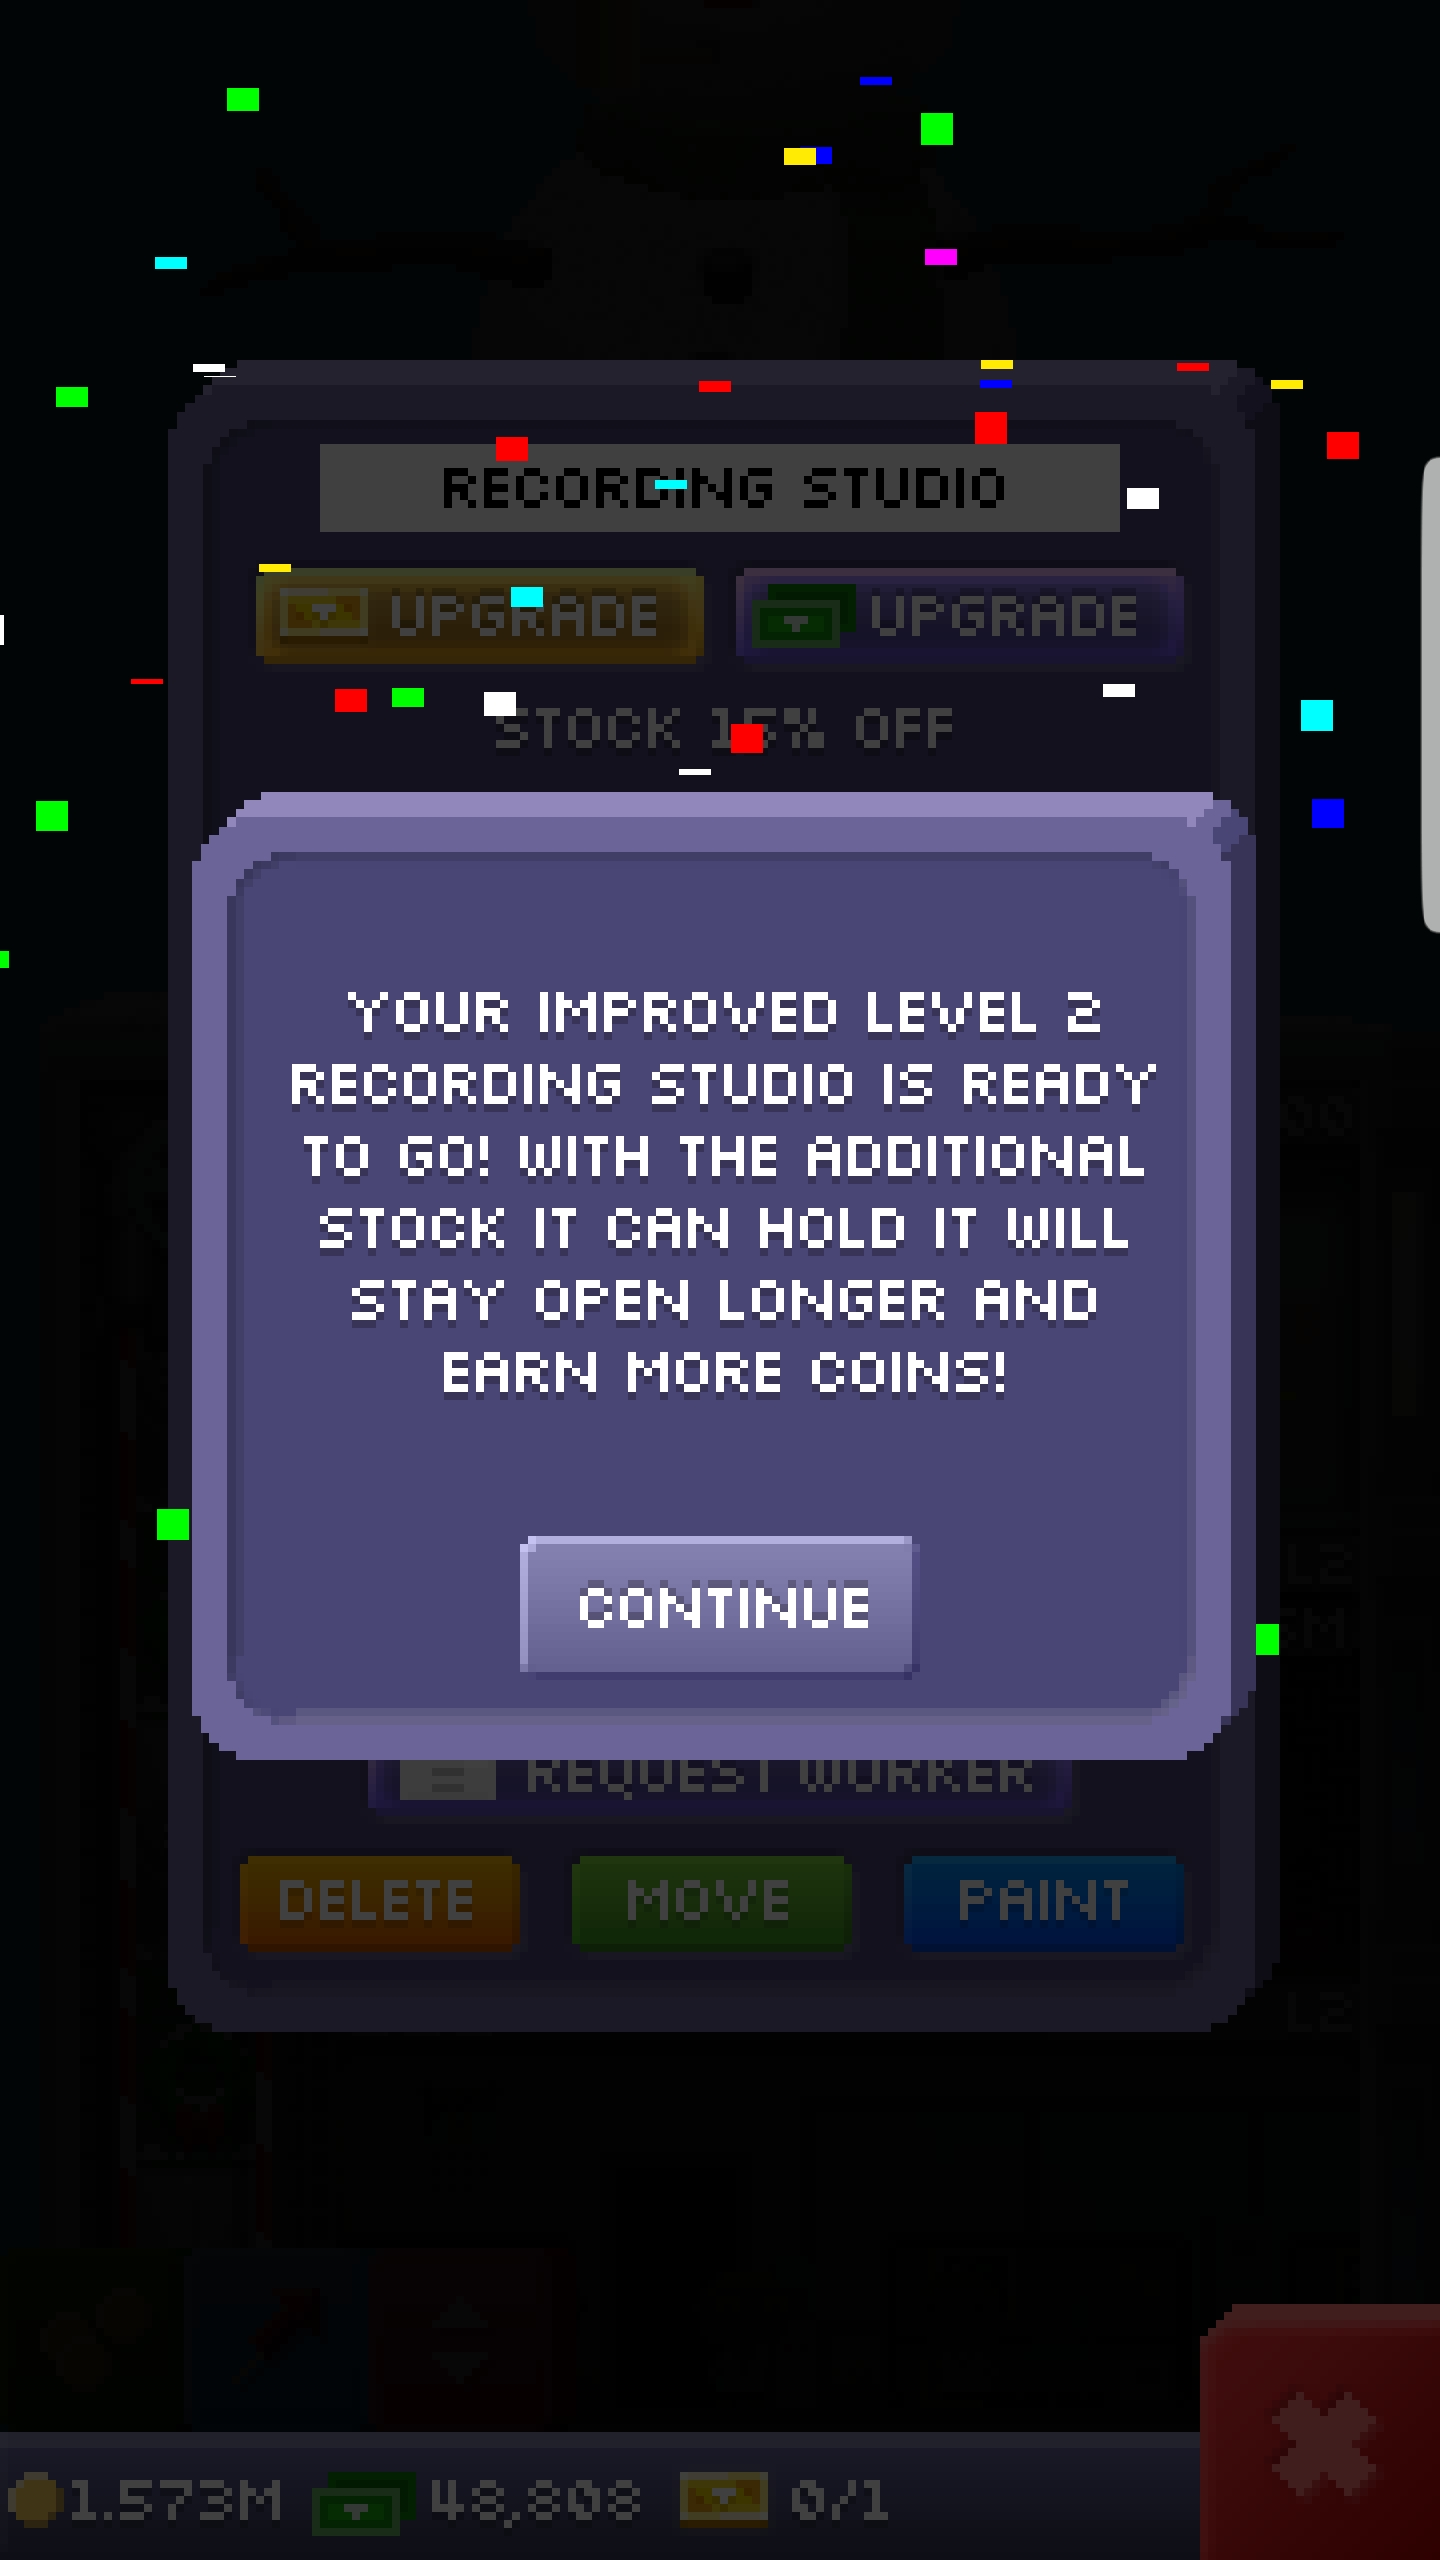 RECORDING STUDIO
UPGRADE UPGRADE
STOCK 15% OFF
YOUR IMPROVED LEVEL 2
RECORDING STUDIO IS READY
TO GO! WITH THE ADDITIONAL
STOCK IT CAN HOLD IT WILL
STAY OPEN LONGER AND
EARN MORE COINS!
CONTINUE
REQUEST WORKER
DELETE MOVE PAINT
1.573M 48,808 0/1